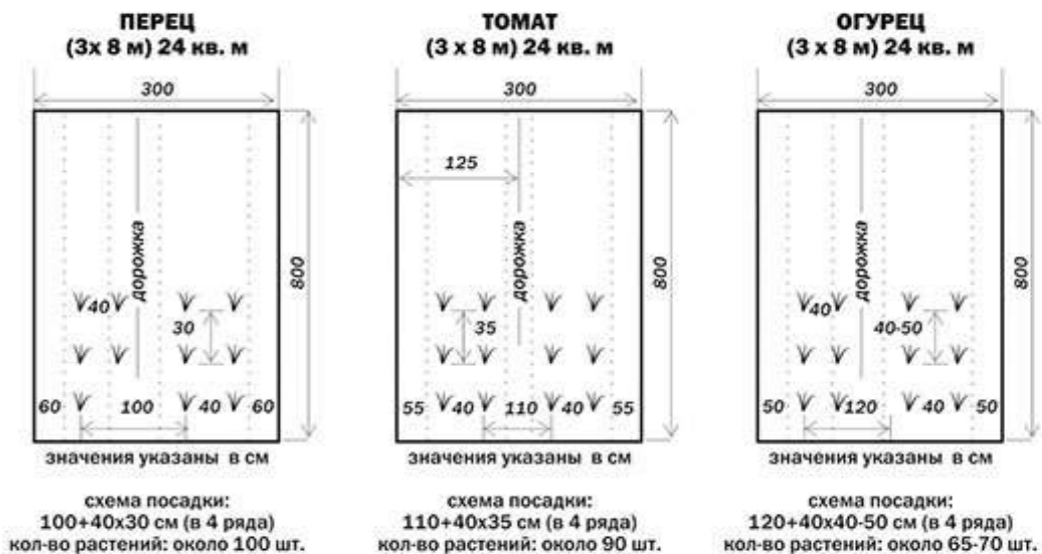 ПЕРЕЦ
(3x 8 м) 24 кв. м
300
800
дорожка
40
30
60
100
40
60
значения указаны в см
схема посадки:
100+40x30 см (в 4 ряда)
кол-во растений: около 100 шт.
ТОМАТ
(3 x 8 м) 24 кв. м
300
125
800
дорожка
35
55
40
110
40
55
значения указаны в см
схема посадки:
110+40x35 см (в 4 ряда)
кол-во растений: около 90 шт.
ОГУРЕЦ
(3 x 8 м) 24 кв. м
300
800
дорожка
40
40-50
50
120
40
50
значения указаны в см
схема посадки:
120+40x40-50 см (в 4 ряда)
кол-во растений: около 65-70 шт.